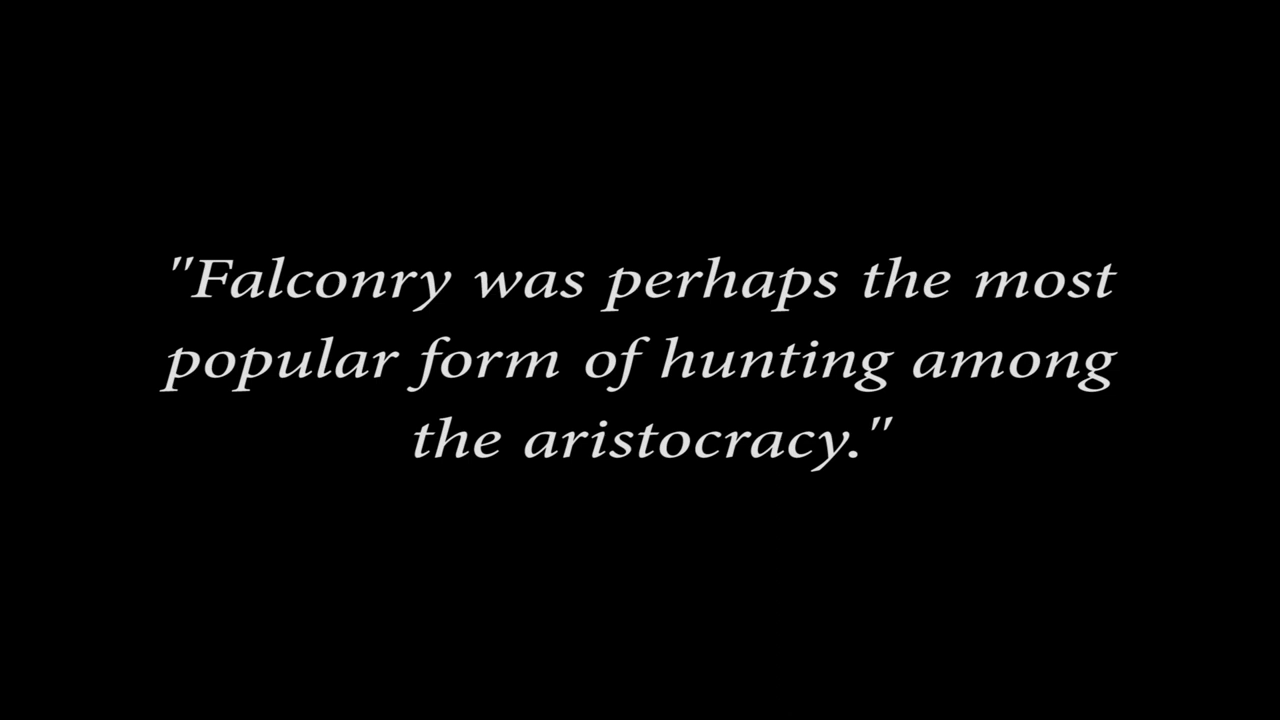 "Falconry was perhaps the most
popular form of hunting among
the aristocracy."